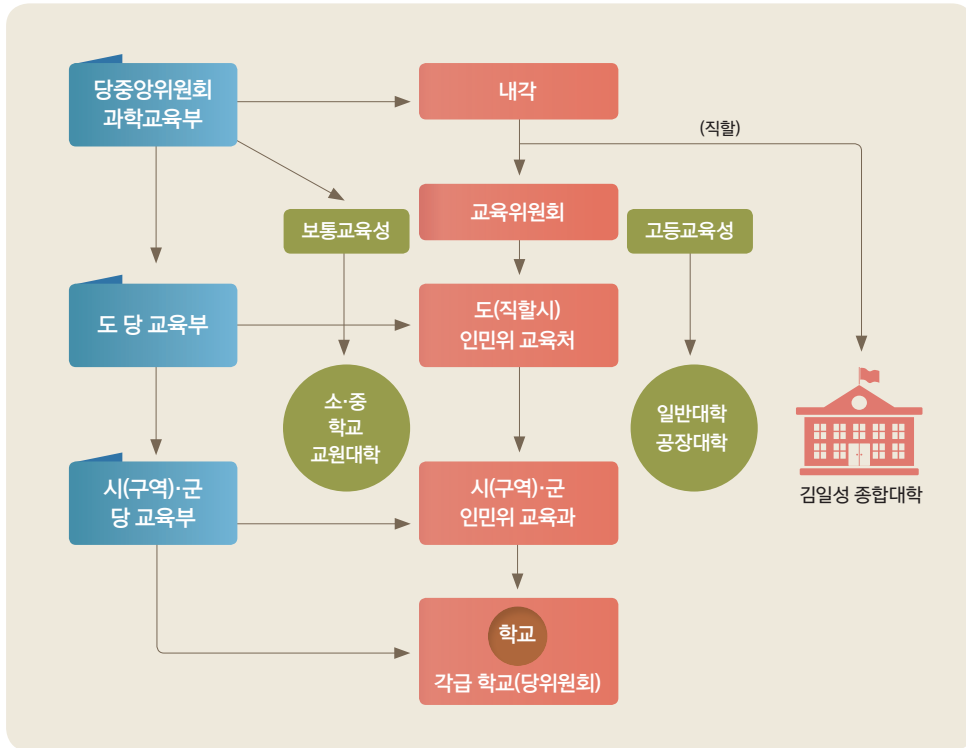 당중앙위원회
과학교육부
내각
(직할)
보통교육성
교육위원회
고등교육성
도 당 교육부
도(직할시)
인민위 교육처
소·중
학교
교원대학
일반대학
공장대학
김일성 종합대학
시(구역)·군
당 교육부
시(구역)·군
인민위 교육과
학교
각급 학교(당위원회)